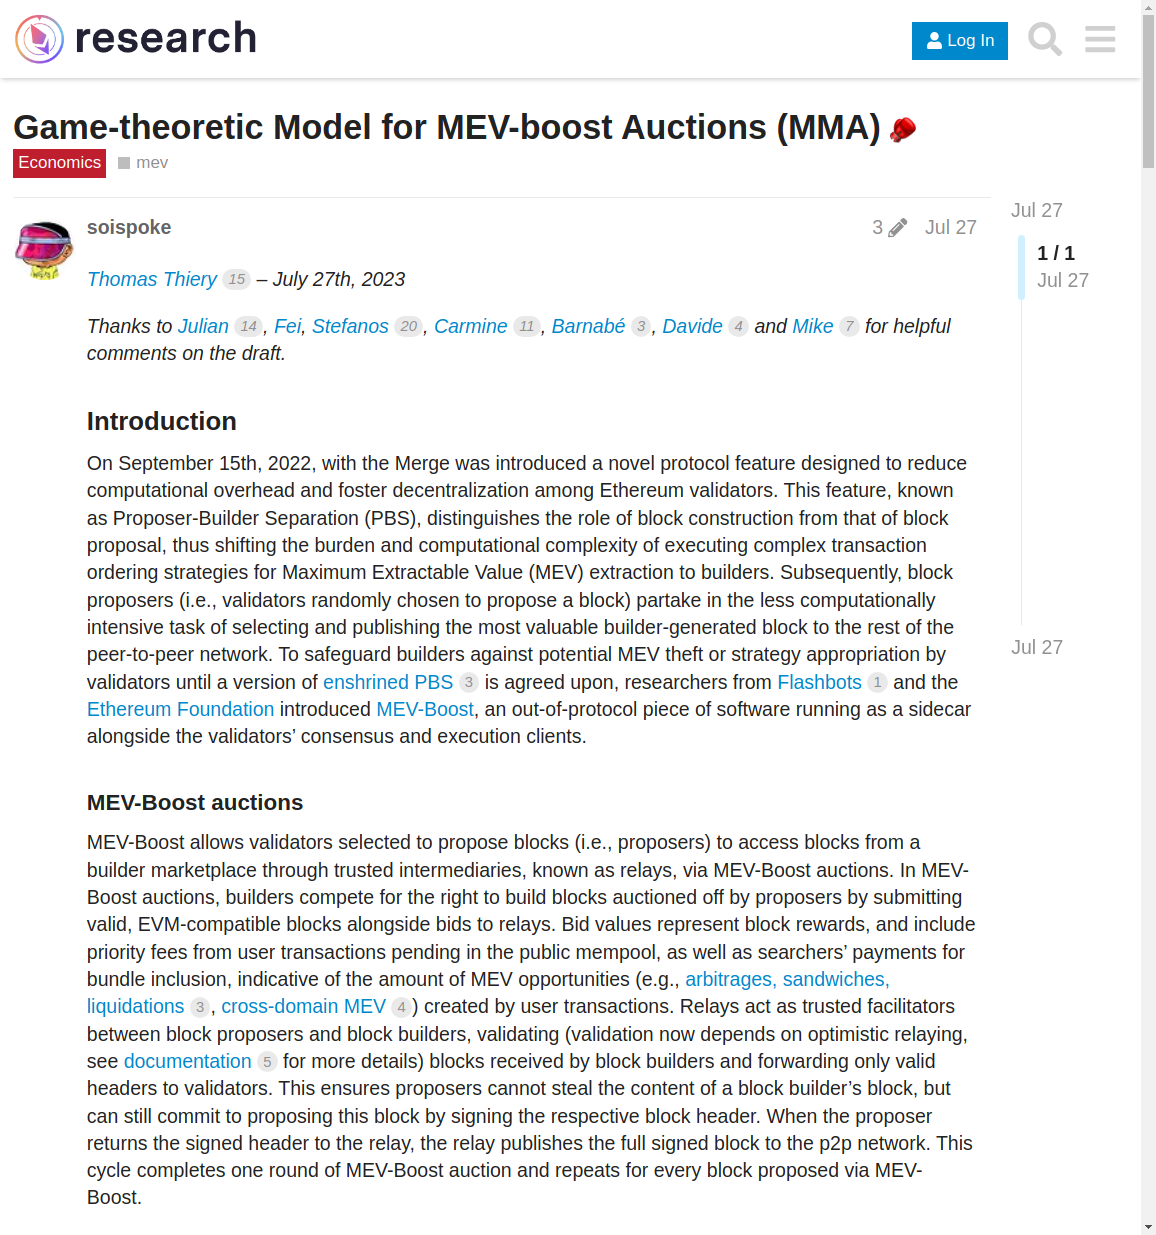 research
Log In
Game-theoretic Model for MEV-boost Auctions (MMA)
Economics mev
soispoke 3 Jul 27
Jul 27
1 / 1
Jul 27
Jul 27
Thomas Thiery 15 – July 27th, 2023
Thanks to Julian 14, Fei, Stefanos 20, Carmine 11, Barnabé 3, Davide 4 and Mike 7 for helpful
comments on the draft.
Introduction
On September 15th, 2022, with the Merge was introduced a novel protocol feature designed to reduce
computational overhead and foster decentralization among Ethereum validators. This feature, known
as Proposer-Builder Separation (PBS), distinguishes the role of block construction from that of block
proposal, thus shifting the burden and computational complexity of executing complex transaction
ordering strategies for Maximum Extractable Value (MEV) extraction to builders. Subsequently, block
proposers (i.e., validators randomly chosen to propose a block) partake in the less computationally
intensive task of selecting and publishing the most valuable builder-generated block to the rest of the
peer-to-peer network. To safeguard builders against potential MEV theft or strategy appropriation by
validators until a version of enshrined PBS 3 is agreed upon, researchers from Flashbots 1 and the
Ethereum Foundation introduced MEV-Boost, an out-of-protocol piece of software running as a sidecar
alongside the validators’ consensus and execution clients.
MEV-Boost auctions
MEV-Boost allows validators selected to propose blocks (i.e., proposers) to access blocks from a
builder marketplace through trusted intermediaries, known as relays, via MEV-Boost auctions. In MEV-
Boost auctions, builders compete for the right to build blocks auctioned off by proposers by submitting
valid, EVM-compatible blocks alongside bids to relays. Bid values represent block rewards, and include
priority fees from user transactions pending in the public mempool, as well as searchers’ payments for
bundle inclusion, indicative of the amount of MEV opportunities (e.g., arbitrages, sandwiches,
liquidations 3, cross-domain MEV 4) created by user transactions. Relays act as trusted facilitators
between block proposers and block builders, validating (validation now depends on optimistic relaying,
see documentation 5 for more details) blocks received by block builders and forwarding only valid
headers to validators. This ensures proposers cannot steal the content of a block builder’s block, but
can still commit to proposing this block by signing the respective block header. When the proposer
returns the signed header to the relay, the relay publishes the full signed block to the p2p network. This
cycle completes one round of MEV-Boost auction and repeats for every block proposed via MEV-
Boost.